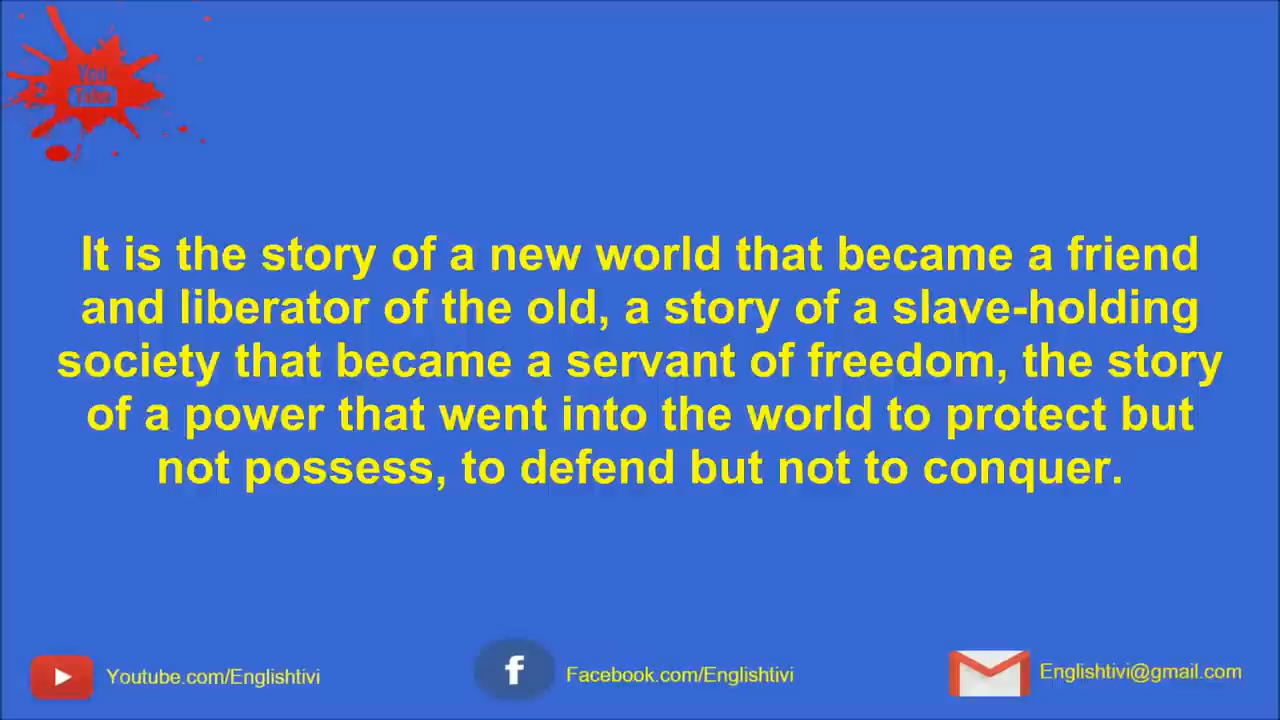 You
Tube
It is the story of a new world that became a friend
and liberator of the old, a story of a slave-holding
society that became a servant of freedom, the story
of a power that went into the world to protect but
not possess, to defend but not to conquer.
Youtube.com/Englishtivi
f
Facebook.com/Englishtivi
Englishtivi@gmail.com